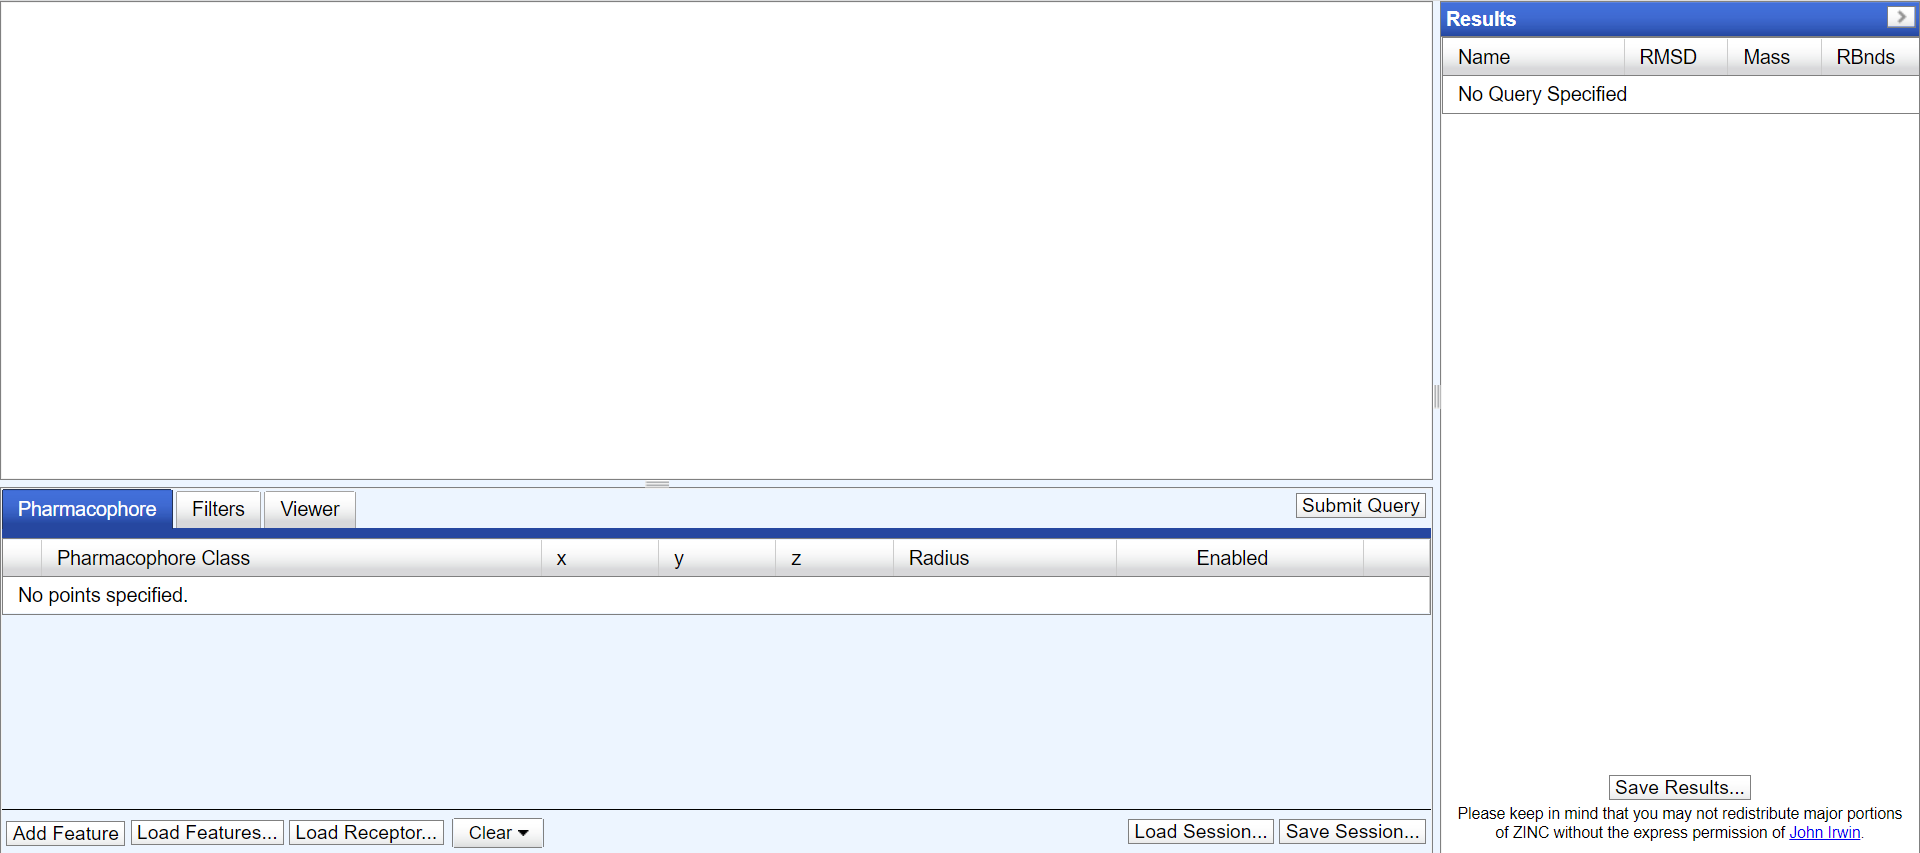 Results
Name RMSD Mass RBnds
No Query Specified
Pharmacophore Filters Viewer Submit Query
Pharmacophore Class x y z Radius Enabled
No points specified.
Add Feature Load Features... Load Receptor... Clear Load Session... Save Session...
Save Results...
Please keep in mind that you may not redistribute major portions
of ZINC without the express permission of John Irwin.